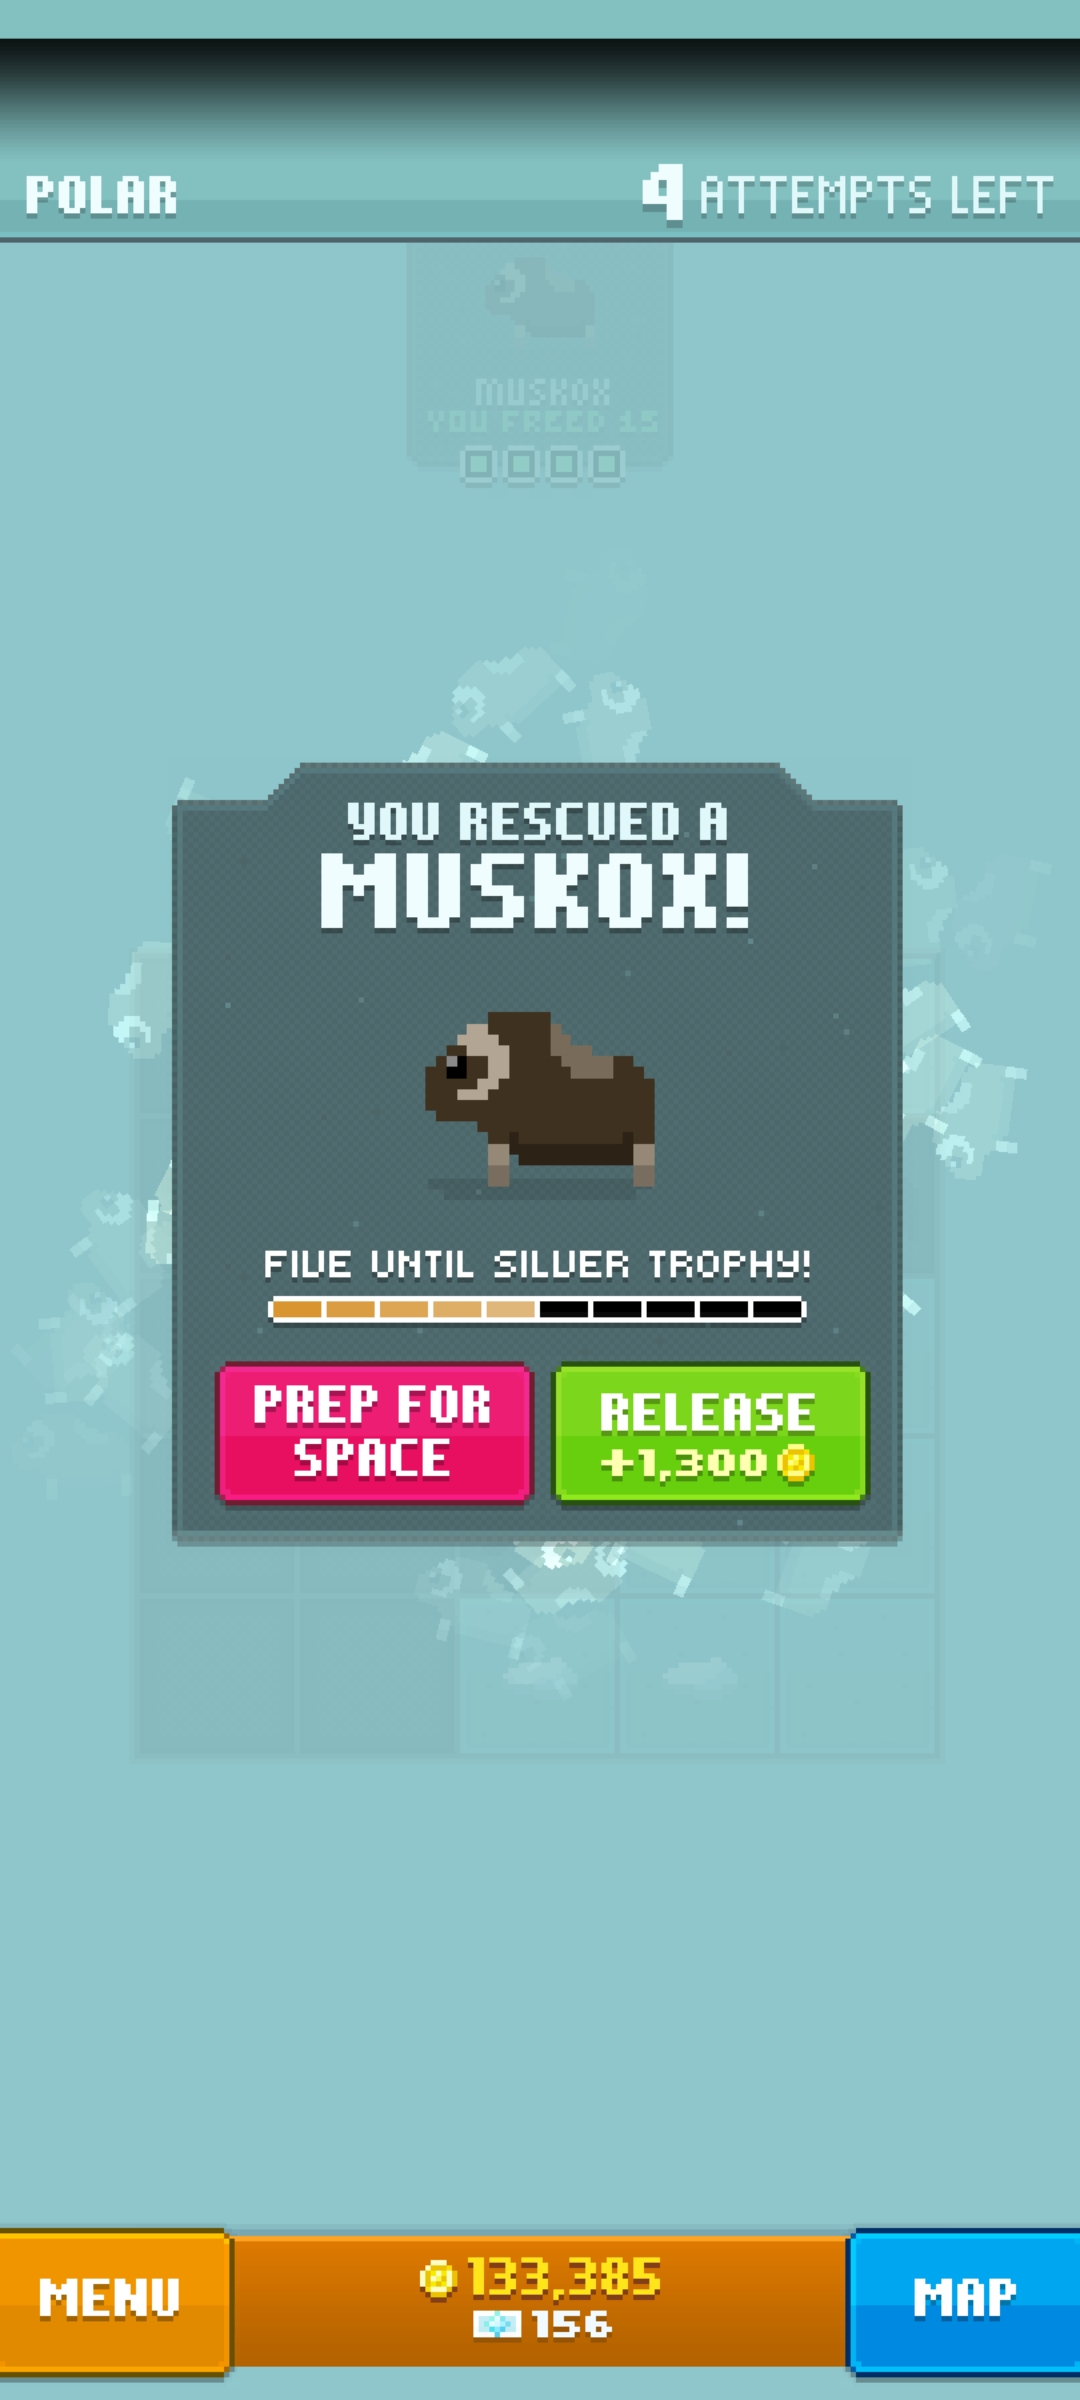 POLAR
9 ATTEMPTS LEFT
MUSKOX
YOU FREED 15
YOU RESCUED A
MUSKOX!
FIVE UNTIL SILVER TROPHY!
PREP FOR
SPACE
RELEASE
+1,300
MENU
133,385
156
MAP